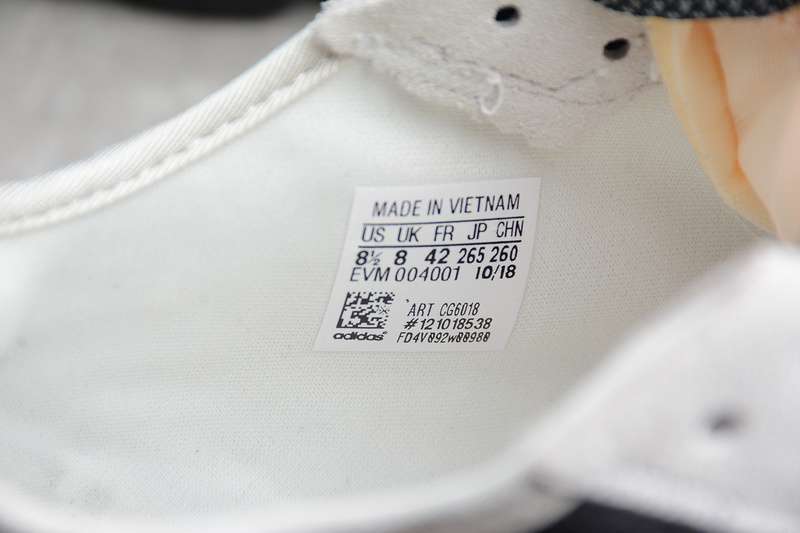 MADE IN VIETNAM
US UK FR JP CHN
8½ 8 42 265 260
EVM 004001 10/18
ART CG6018
#121018538
adidas FD4V092w00980